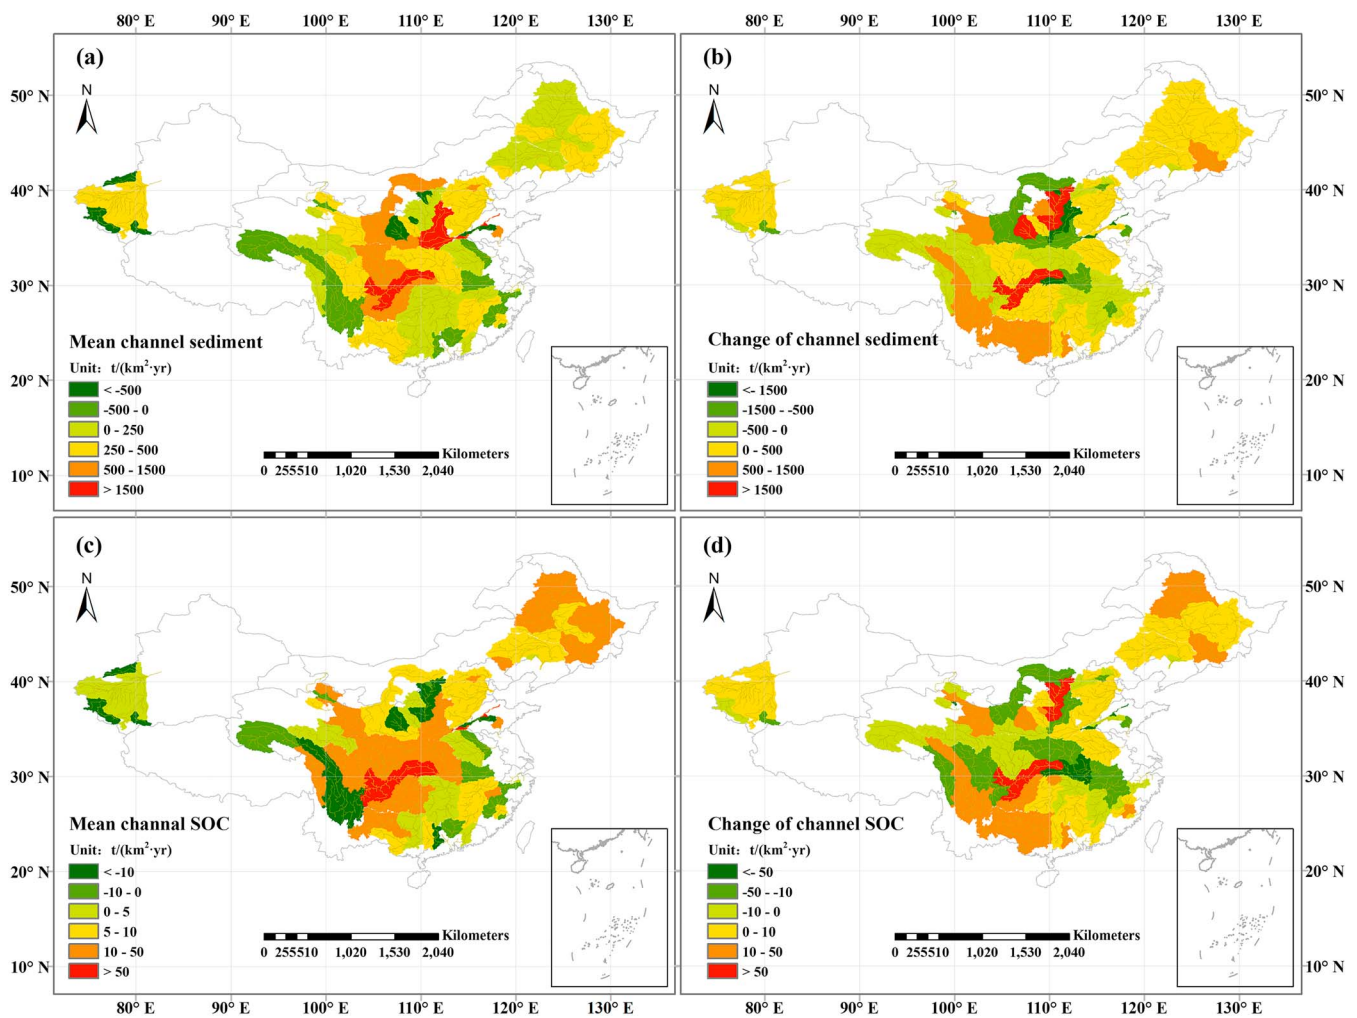 80° E 90° E 100° E 110° E 120° E 130° E 80° E 90° E 100° E 110° E 120° E 130° E
(a)
N
50° N
40° N
30° N
20° N
10° N
Mean channel sediment
Unit: t/(km²·yr)
< -500
-500 - 0
0 - 250
250 - 500
500 - 1500
> 1500
Kilometers
0 255510 1,020 1,530 2,040
(b)
N
50° N
40° N
30° N
20° N
10° N
Change of channel sediment
Unit: t/(km²·yr)
<- 1500
-1500 - -500
-500 - 0
0 - 500
500 - 1500
> 1500
Kilometers
0 255510 1,020 1,530 2,040
(c)
N
50° N
40° N
30° N
20° N
10° N
Mean channal SOC
Unit: t/(km²·yr)
< -10
-10 - 0
0 - 5
5 - 10
10 - 50
> 50
Kilometers
0 255510 1,020 1,530 2,040
(d)
N
50° N
40° N
30° N
20° N
10° N
Change of channel SOC
Unit: t/(km²·yr)
<- 50
-50 - -10
-10 - 0
0 - 10
10 - 50
> 50
Kilometers
0 255510 1,020 1,530 2,040
80° E 90° E 100° E 110° E 120° E 130° E 80° E 90° E 100° E 110° E 120° E 130° E